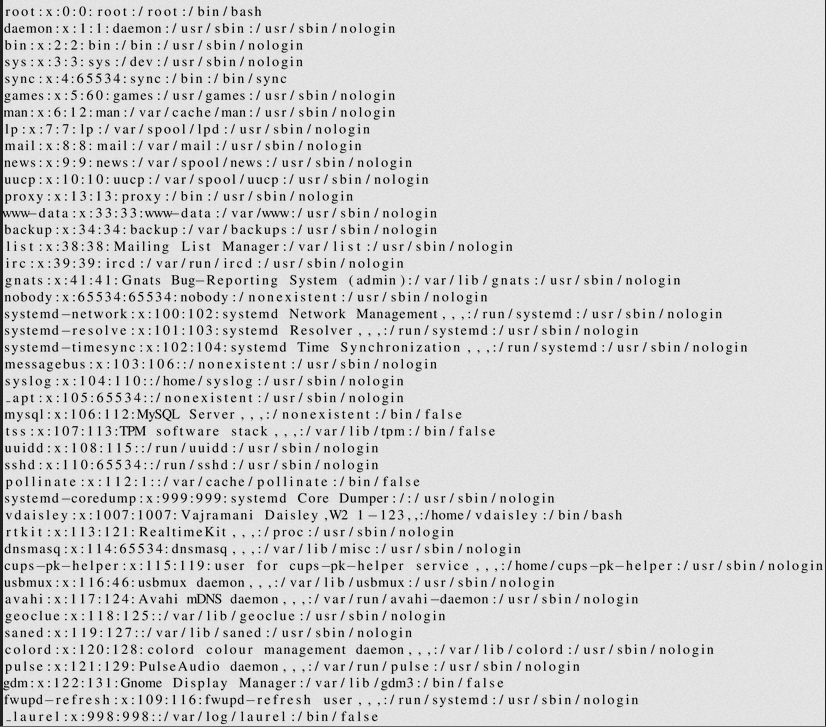 root:x:0:0:root:/root:/bin/bash
daemon:x:1:1:daemon:/usr/sbin:/usr/sbin/nologin
bin:x:2:2:bin:/bin:/usr/sbin/nologin
sys:x:3:3:sys:/dev:/usr/sbin/nologin
sync:x:4:65534:sync:/bin:/bin/sync
games:x:5:60:games:/usr/games:/usr/sbin/nologin
man:x:6:12:man:/var/cache/man:/usr/sbin/nologin
lp:x:7:7:lp:/var/spool/lpd:/usr/sbin/nologin
mail:x:8:8:mail:/var/mail:/usr/sbin/nologin
news:x:9:9:news:/var/spool/news:/usr/sbin/nologin
uucp:x:10:10:uucp:/var/spool/uucp:/usr/sbin/nologin
proxy:x:13:13:proxy:/bin:/usr/sbin/nologin
www-data:x:33:33:www-data:/var/www:/usr/sbin/nologin
backup:x:34:34:backup:/var/backups:/usr/sbin/nologin
list:x:38:38:Mailing List Manager:/var/list:/usr/sbin/nologin
irc:x:39:39:ircd:/var/run/ircd:/usr/sbin/nologin
gnats:x:41:41:Gnats Bug-Reporting System (admin):/var/lib/gnats:/usr/sbin/nologin
nobody:x:65534:65534:nobody:/nonexistent:/usr/sbin/nologin
systemd-network:x:100:102:systemd Network Management,,,:/run/systemd:/usr/sbin/nologin
systemd-resolve:x:101:103:systemd Resolver,,,:/run/systemd:/usr/sbin/nologin
systemd-timesync:x:102:104:systemd Time Synchronization,,,:/run/systemd:/usr/sbin/nologin
messagebus:x:103:106::/nonexistent:/usr/sbin/nologin
syslog:x:104:110::/home/syslog:/usr/sbin/nologin
_apt:x:105:65534::/nonexistent:/usr/sbin/nologin
mysql:x:106:112:MySQL Server,,,:/nonexistent:/bin/false
tss:x:107:113:TPM software stack,,,:/var/lib/tpm:/bin/false
uuidd:x:108:115::/run/uuidd:/usr/sbin/nologin
sshd:x:110:65534::/run/sshd:/usr/sbin/nologin
pollinate:x:112:1::/var/cache/pollinate:/bin/false
systemd-coredump:x:999:999:systemd Core Dumper:/:/usr/sbin/nologin
vdaisley:x:1007:1007:Vajramani Daisley,W2 1-123,,:/home/vdaisley:/bin/bash
rtkit:x:113:121:RealtimeKit,,,:/proc:/usr/sbin/nologin
dnsmasq:x:114:65534:dnsmasq,,,:/var/lib/misc:/usr/sbin/nologin
cups-pk-helper:x:115:119:user for cups-pk-helper service,,,:/home/cups-pk-helper:/usr/sbin/nologin
usbmux:x:116:46:usbmux daemon,,,:/var/lib/usbmux:/usr/sbin/nologin
avahi:x:117:124:Avahi mDNS daemon,,,:/var/run/avahi-daemon:/usr/sbin/nologin
geoclue:x:118:125::/var/lib/geoclue:/usr/sbin/nologin
saned:x:119:127::/var/lib/saned:/usr/sbin/nologin
colord:x:120:128:colord colour management daemon,,,:/var/lib/colord:/usr/sbin/nologin
pulse:x:121:129:PulseAudio daemon,,,:/var/run/pulse:/usr/sbin/nologin
gdm:x:122:131:Gnome Display Manager:/var/lib/gdm3:/bin/false
fwupd-refresh:x:109:116:fwupd-refresh user,,,:/run/systemd:/usr/sbin/nologin
_laurel:x:998:998::/var/log/laurel:/bin/false